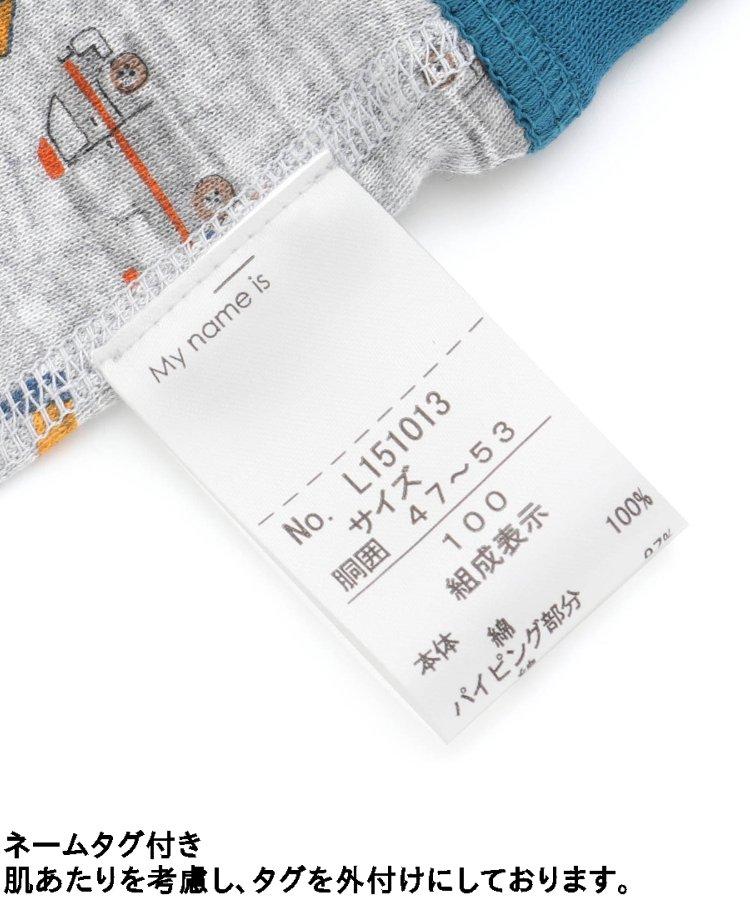 My name is
No. L151013
サイズ
胴囲 47～53
100
組成表示
本体 綿 100%
パイピング部分
ネームタグ付き
肌あたりを考慮し、タグを外付けにしております。